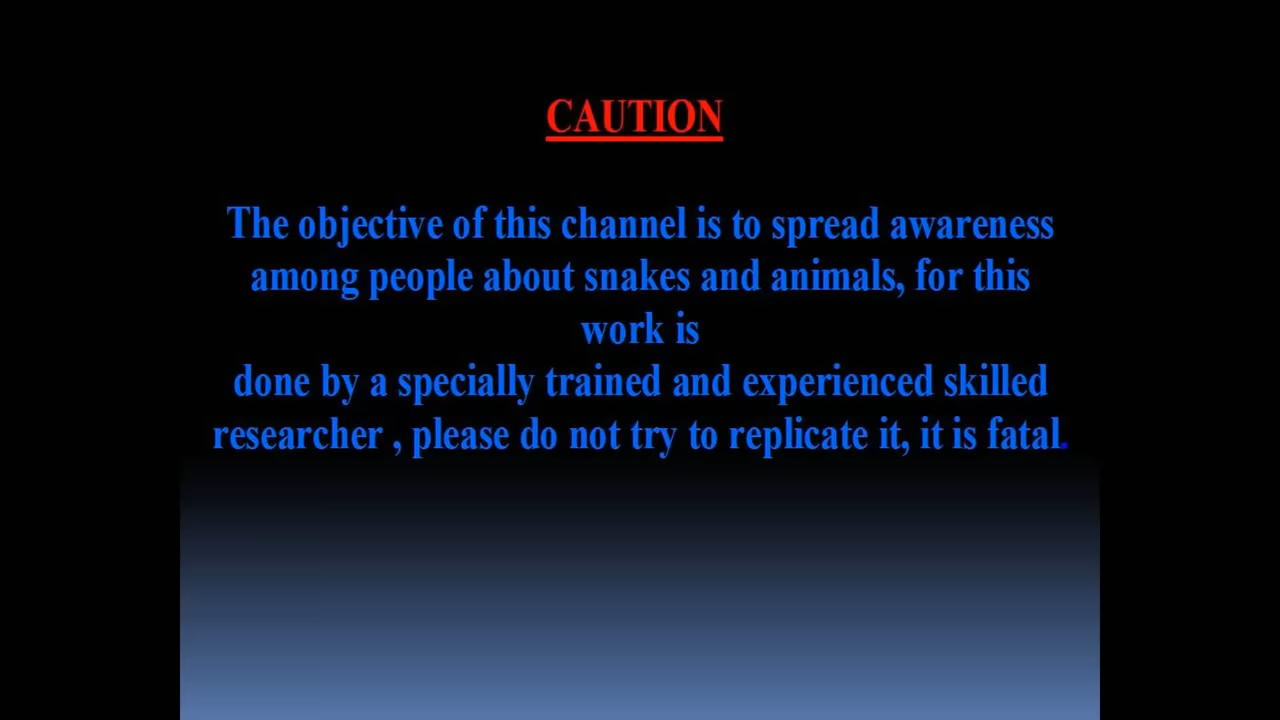 CAUTION
The objective of this channel is to spread awareness
among people about snakes and animals, for this
work is
done by a specially trained and experienced skilled
researcher , please do not try to replicate it, it is fatal.